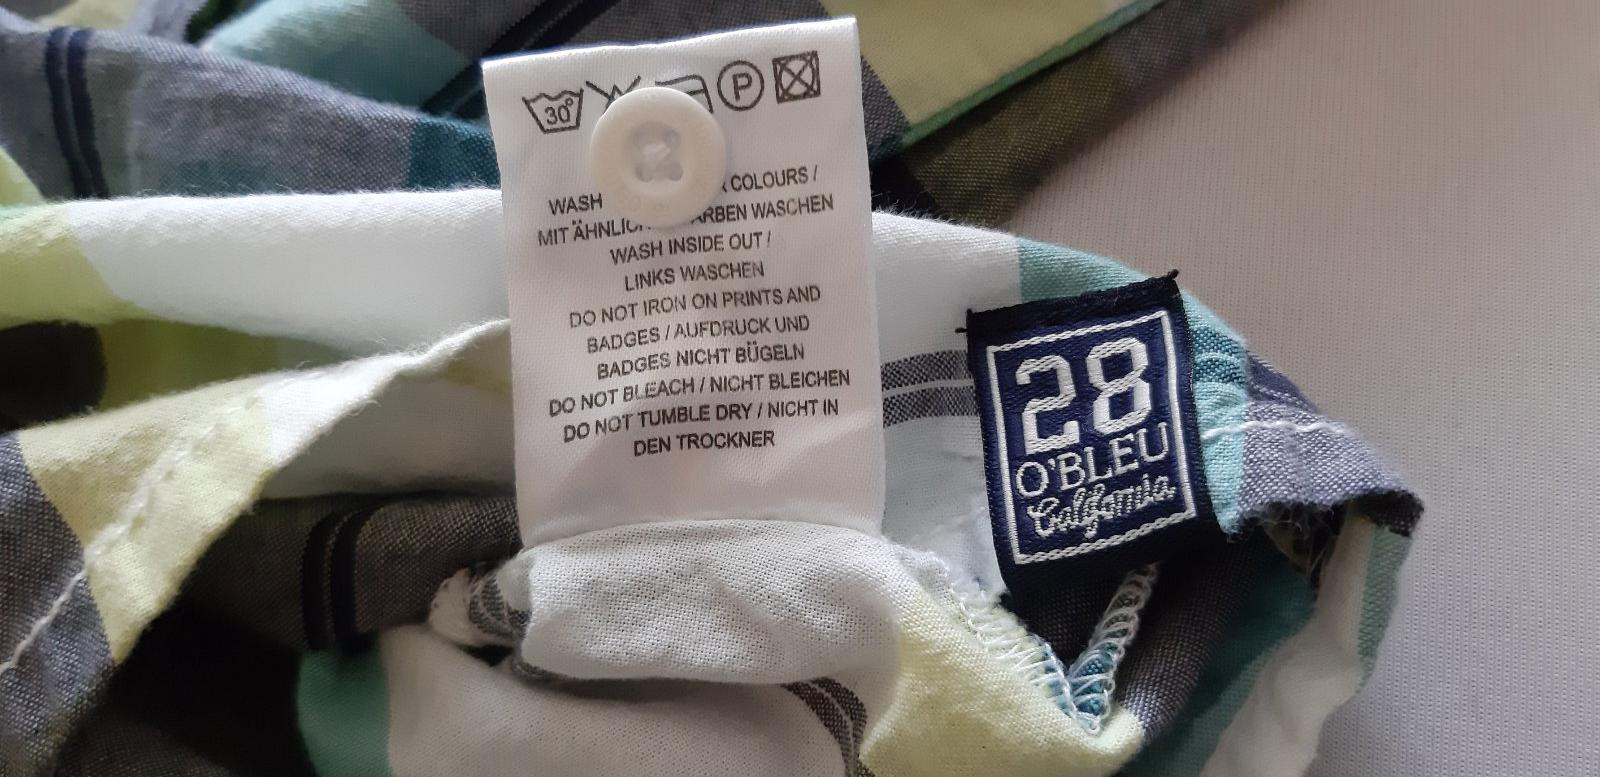 30°
P
WASH COLOURS /
MIT WASCHEN
WASH INSIDE OUT /
LINKS WASCHEN
DO NOT IRON ON PRINTS AND
BADGES / AUFDRUCK UND
BADGES NICHT BÜGELN
DO NOT BLEACH / NICHT BLEICHEN
DO NOT TUMBLE DRY / NICHT IN
DEN TROCKNER
28
O'BLEU
California